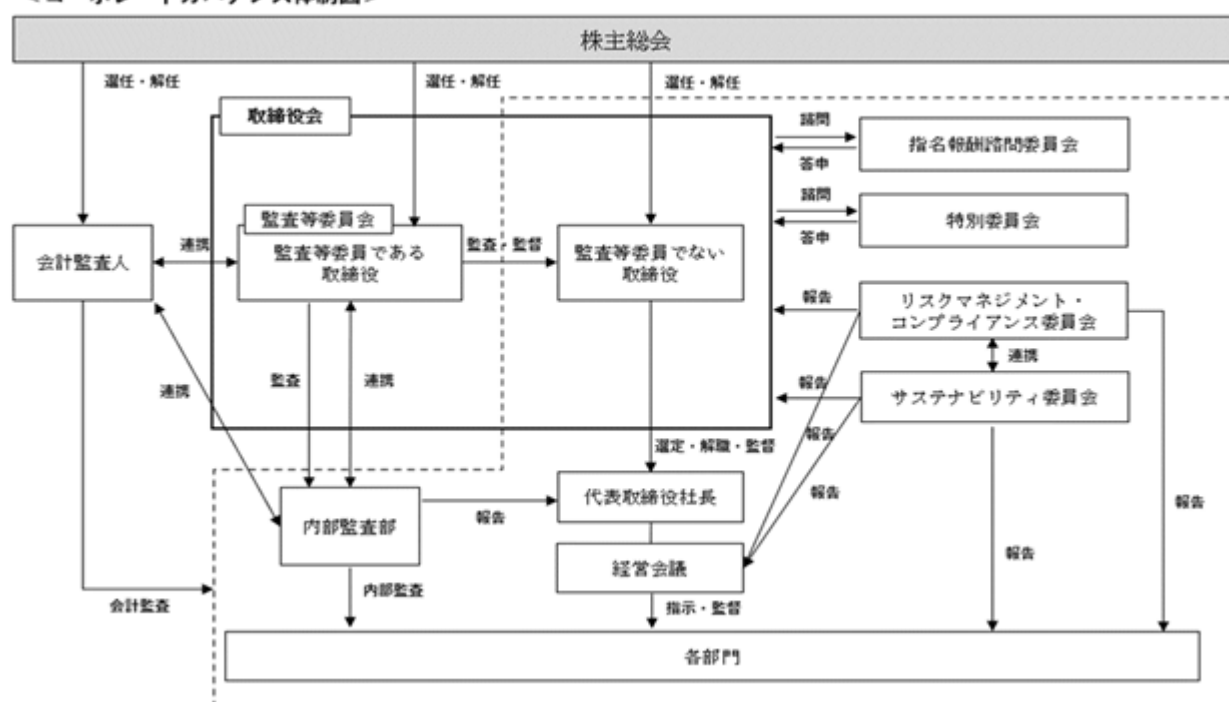 株主総会
選任・解任
選任・解任
選任・解任
取締役会
諮問
指名報酬諮問委員会
答申
諮問
特別委員会
答申
監査等委員会
会計監査人
連携
監査等委員である
取締役
監査・監督
監査等委員でない
取締役
報告
リスクマネジメント・
コンプライアンス委員会
連携
監査
連携
連携
報告
サステナビリティ委員会
報告
選定・解職・監督
代表取締役社長
報告
報告
内部監査部
報告
報告
経営会議
内部監査
会計監査
指示・監督
各部門